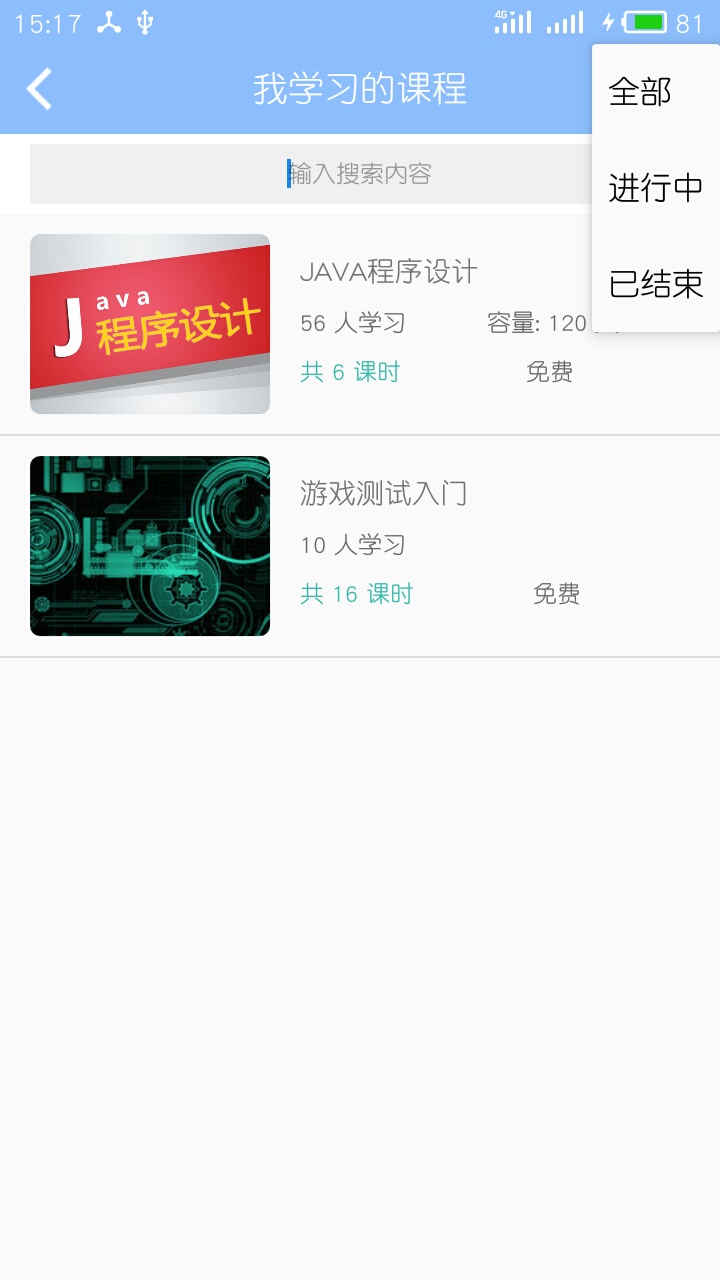 15:17
4G
81
我学习的课程
全部
进行中
已结束
输入搜索内容
Java
程序设计
JAVA程序设计
56 人学习
容量: 120
共 6 课时
免费
游戏测试入门
10 人学习
共 16 课时
免费